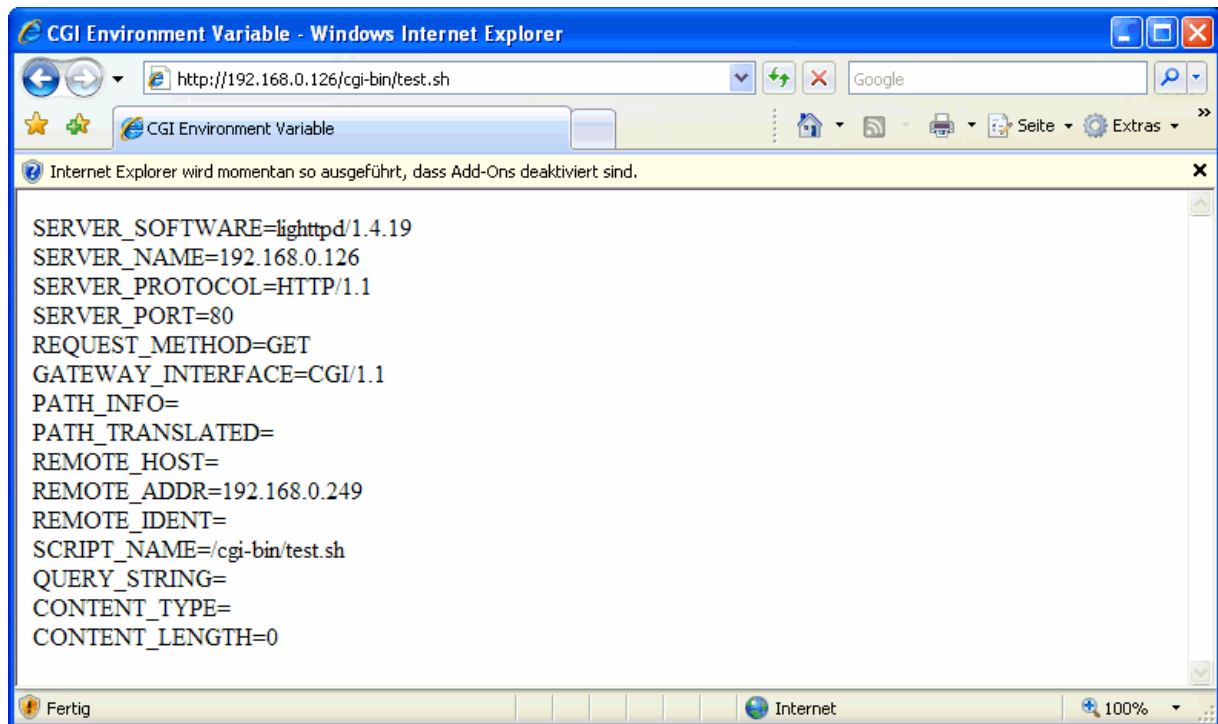 CGI Environment Variable - Windows Internet Explorer
http://192.168.0.126/cgi-bin/test.sh
Google
CGI Environment Variable
Seite
Extras
»
Internet Explorer wird momentan so ausgeführt, dass Add-Ons deaktiviert sind.
SERVER_SOFTWARE=lighttpd/1.4.19
SERVER_NAME=192.168.0.126
SERVER_PROTOCOL=HTTP/1.1
SERVER_PORT=80
REQUEST_METHOD=GET
GATEWAY_INTERFACE=CGI/1.1
PATH_INFO=
PATH_TRANSLATED=
REMOTE_HOST=
REMOTE_ADDR=192.168.0.249
REMOTE_IDENT=
SCRIPT_NAME=/cgi-bin/test.sh
QUERY_STRING=
CONTENT_TYPE=
CONTENT_LENGTH=0
Fertig
Internet
100%